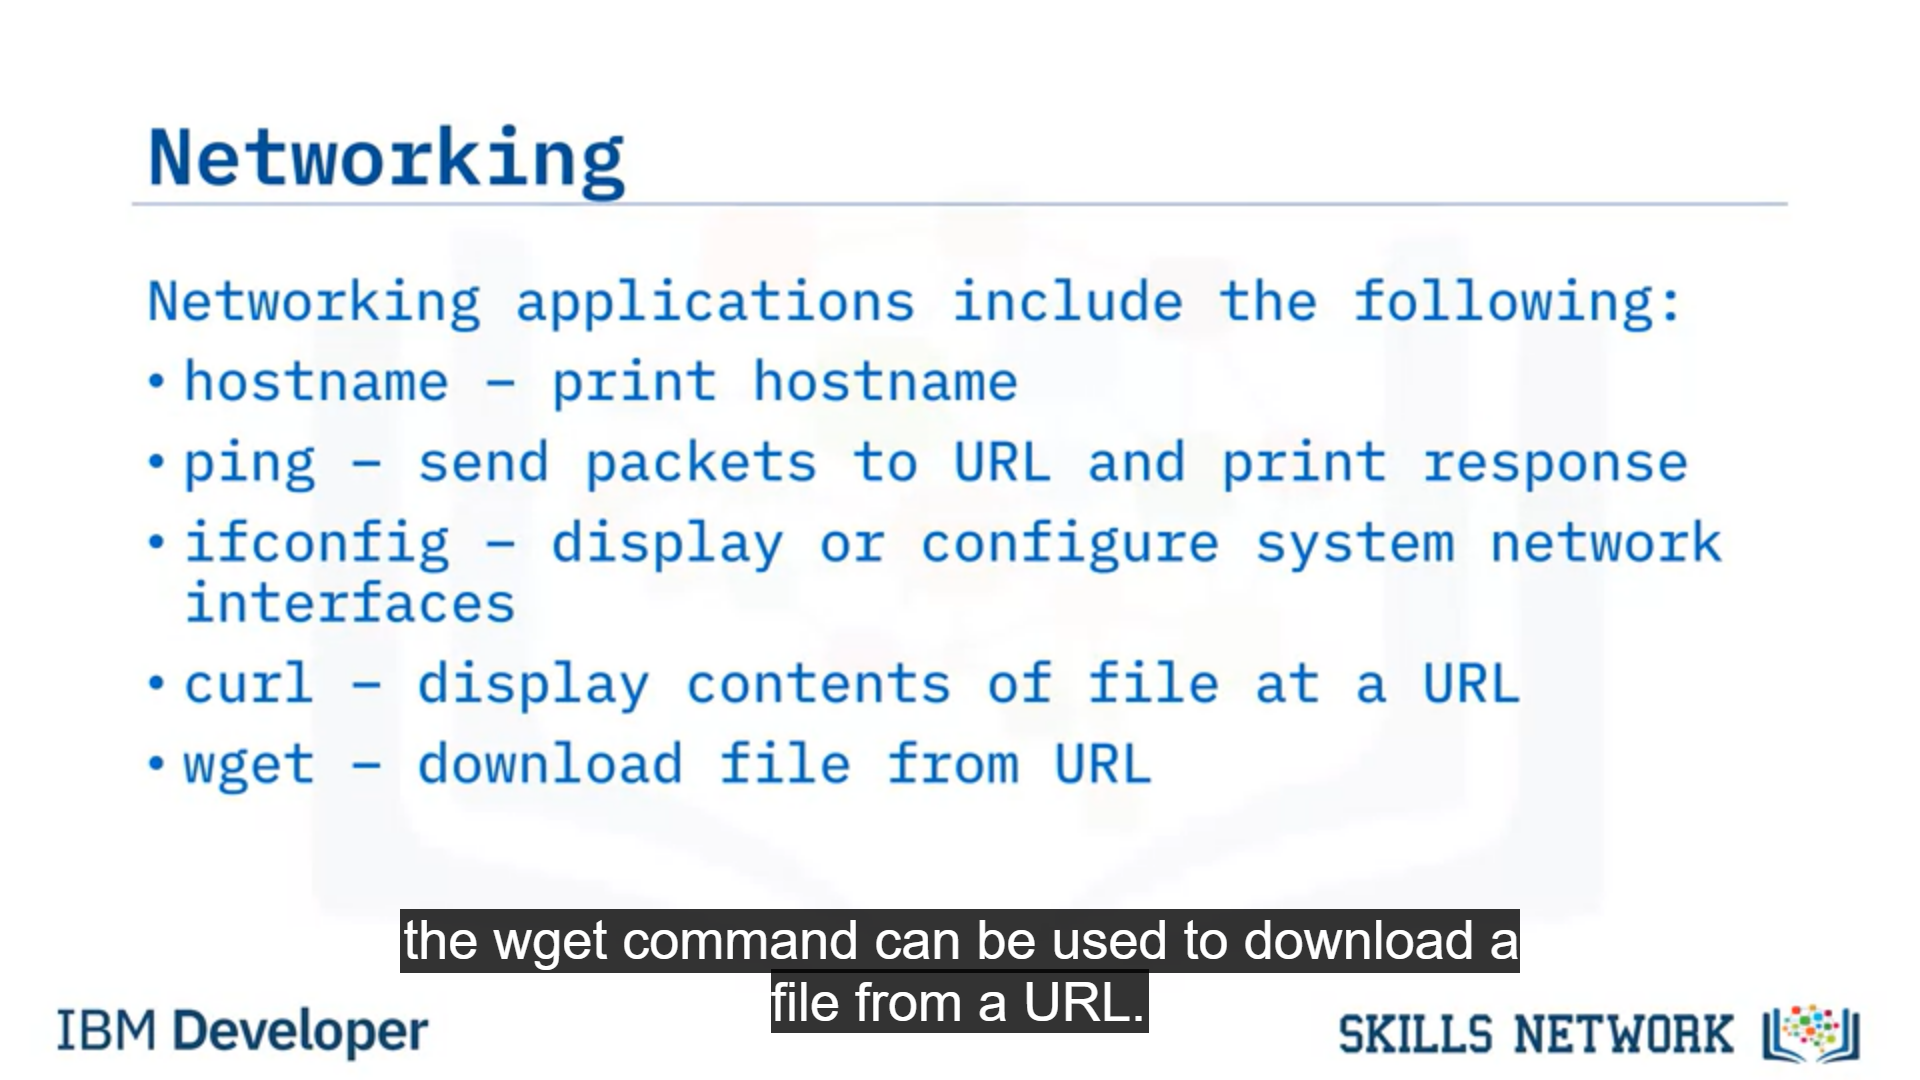 Networking
Networking applications include the following:
• hostname – print hostname
• ping – send packets to URL and print response
• ifconfig – display or configure system network
interfaces
• curl – display contents of file at a URL
• wget – download file from URL
the wget command can be used to download a
file from a URL.
IBM Developer
SKILLS NETWORK